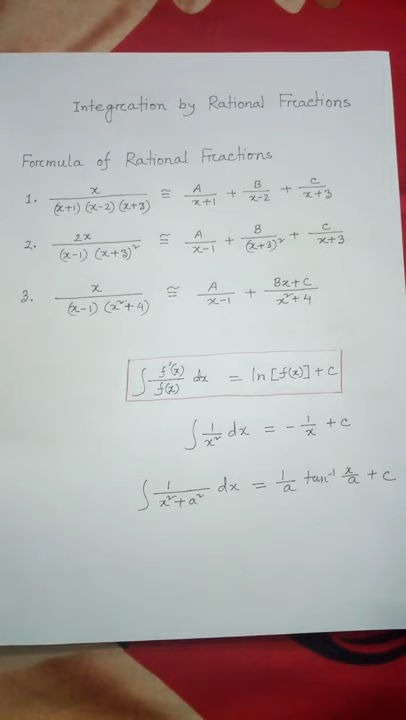 Integration by Rational Fractions
Formula of Rational Fractions
1. x / (x+1) (x-2) (x+3) ≅ A / x+1 + B / x-2 + C / x+3
2. 2x / (x-1) (x+3)² ≅ A / x-1 + B / (x+3)² + C / x+3
3. x / (x-1) (x²+4) ≅ A / x-1 + Bx+C / x²+4
∫ f'(x) / f(x) dx = ln [f(x)] + c
∫ 1 / x² dx = - 1 / x + c
∫ 1 / x²+a² dx = 1 / a tan⁻¹ x / a + c